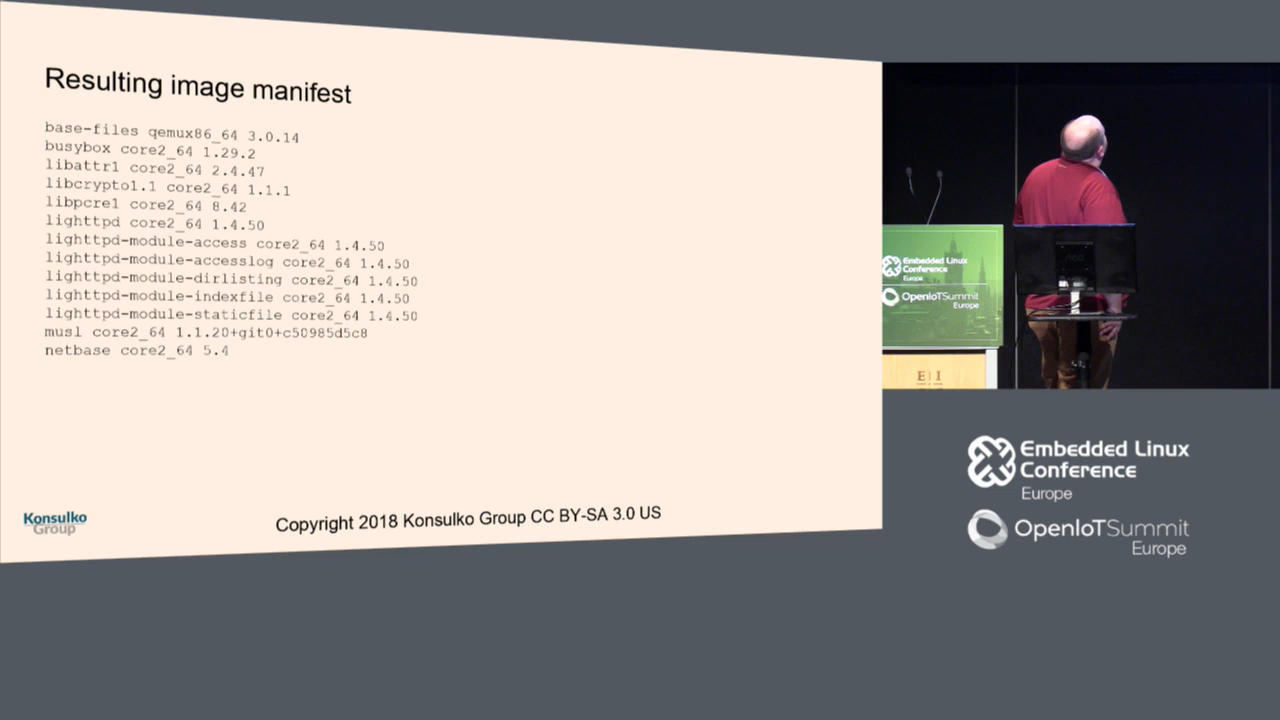 Resulting image manifest
base-files qemux86_64 3.0.14
busybox core2_64 1.29.2
libattr1 core2_64 2.4.47
libcrypto1.1 core2_64 1.1.1
libpcre1 core2_64 8.42
lighttpd core2_64 1.4.50
lighttpd-module-access core2_64 1.4.50
lighttpd-module-accesslog core2_64 1.4.50
lighttpd-module-dirlisting core2_64 1.4.50
lighttpd-module-indexfile core2_64 1.4.50
lighttpd-module-staticfile core2_64 1.4.50
musl core2_64 1.1.20+git0+c50985d5c8
netbase core2_64 5.4
Konsulko
Group
Copyright 2018 Konsulko Group CC BY-SA 3.0 US
Embedded Linux
Conference
Europe
OpenIoTSummit
Europe
Embedded Linux
Conference
Europe
OpenIoTSummit
Europe